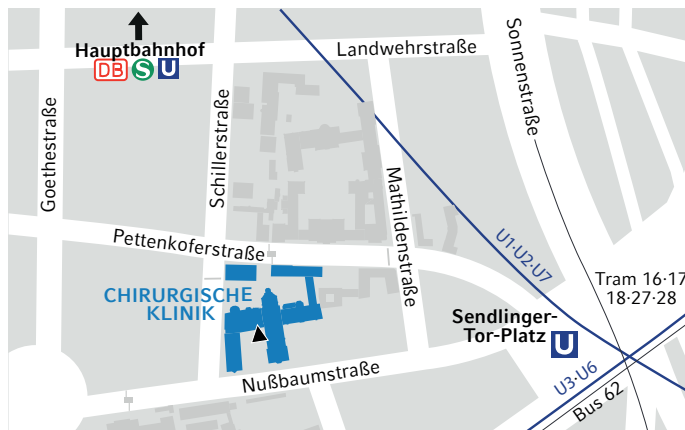 Hauptbahnhof
DB S U
Landwehrstraße
Sonnenstraße
Goethestraße
Schillerstraße
Mathildenstraße
Pettenkoferstraße
U1·U2·U7
CHIRURGISCHE
KLINIK
Tram 16·17
18·27·28
Sendlinger-
Tor-Platz U
Nußbaumstraße
U3·U6
Bus 62